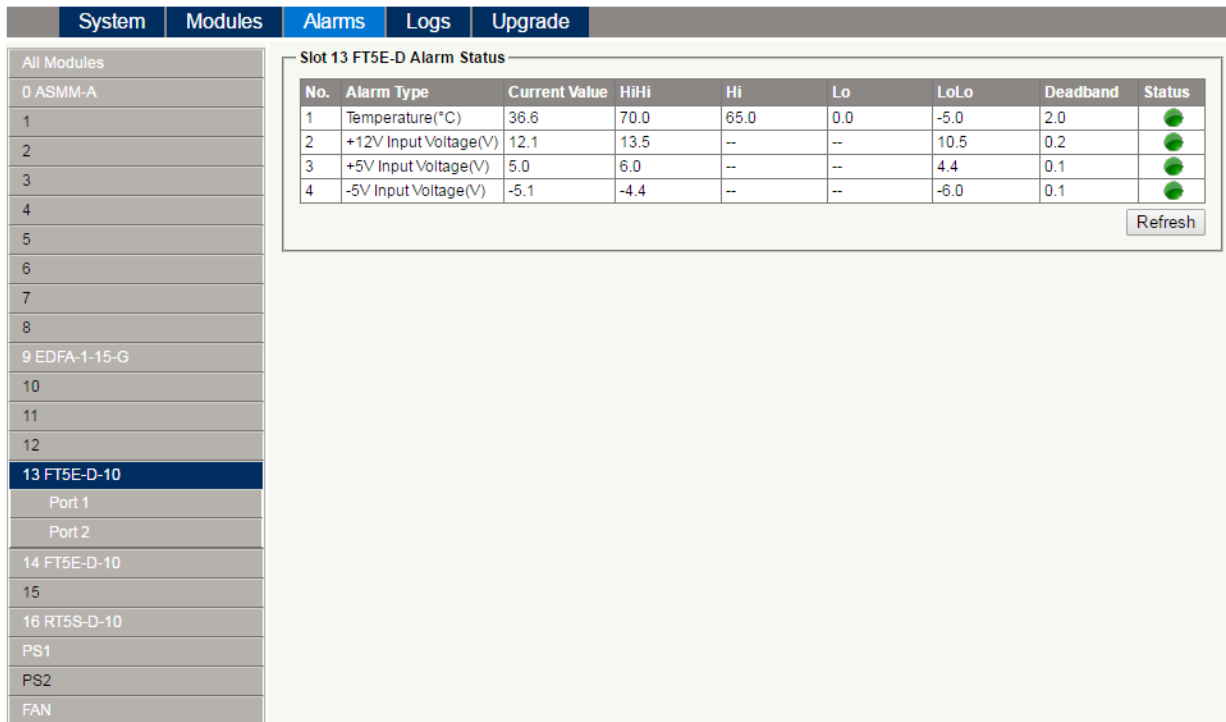 System Modules Alarms Logs Upgrade
All Modules
0 ASMM-A
1
2
3
4
5
6
7
8
9 EDFA-1-15-G
10
11
12
13 FT5E-D-10
Port 1
Port 2
14 FT5E-D-10
15
16 RT5S-D-10
PS1
PS2
FAN
Slot 13 FT5E-D Alarm Status
No. Alarm Type Current Value HiHi Hi Lo LoLo Deadband Status
1 Temperature(°C) 36.6 70.0 65.0 0.0 -5.0 2.0
2 +12V Input Voltage(V) 12.1 13.5 -- -- 10.5 0.2
3 +5V Input Voltage(V) 5.0 6.0 -- -- 4.4 0.1
4 -5V Input Voltage(V) -5.1 -4.4 -- -- -6.0 0.1
Refresh